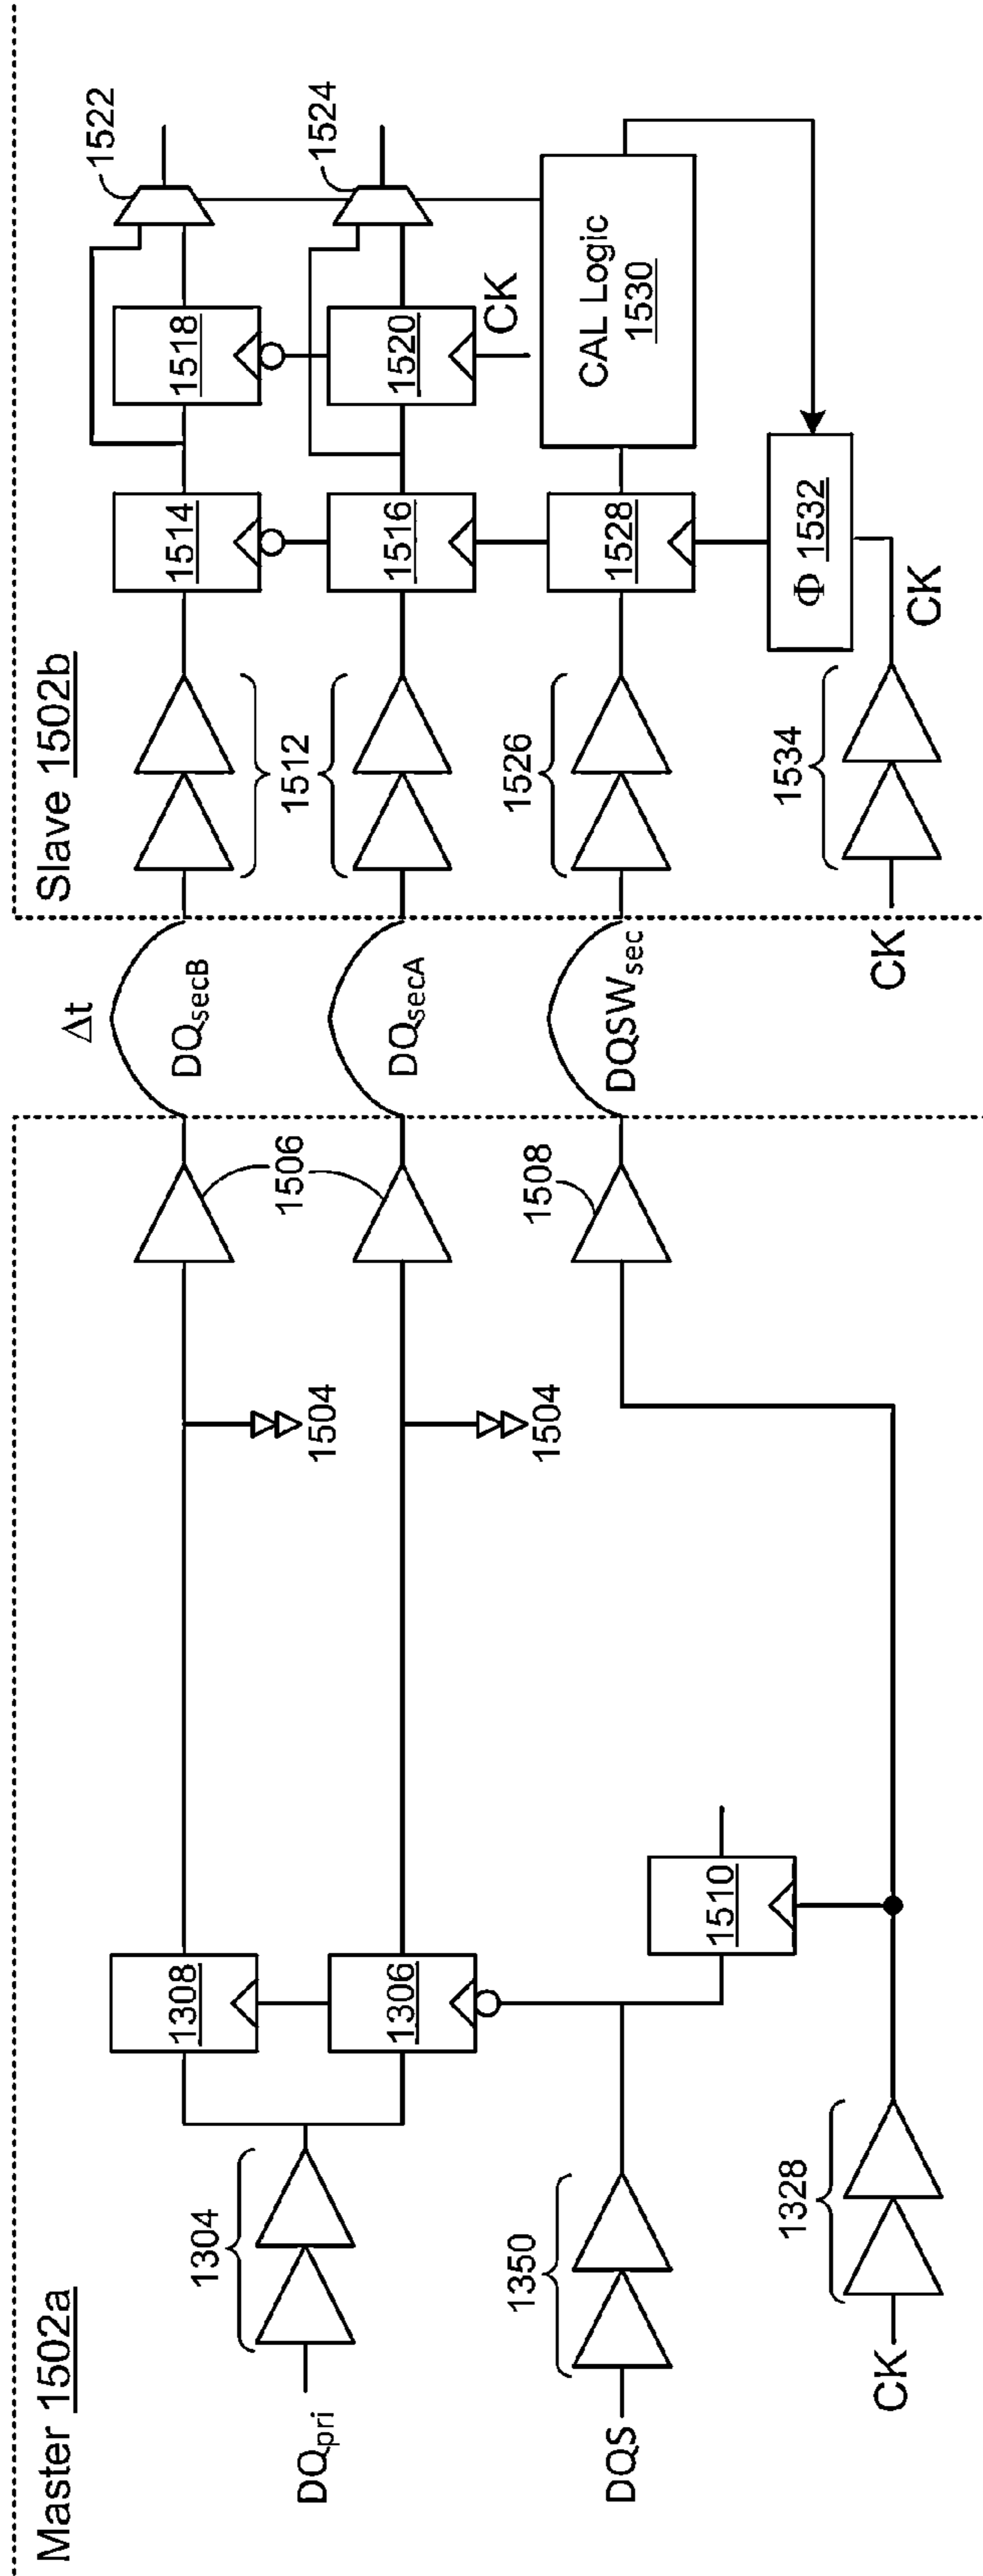 Master 1502a
DQpri
1304
1308
1306
DQS
1350
1510
CK
1328
1504
1504
1506
1508
Δt
DQsecB
DQsecA
DQSWsec
Slave 1502b
1512
1526
CK
1534
CK
1514
1516
1528
Φ 1532
1518
1520
CK
1522
1524
CAL Logic
1530